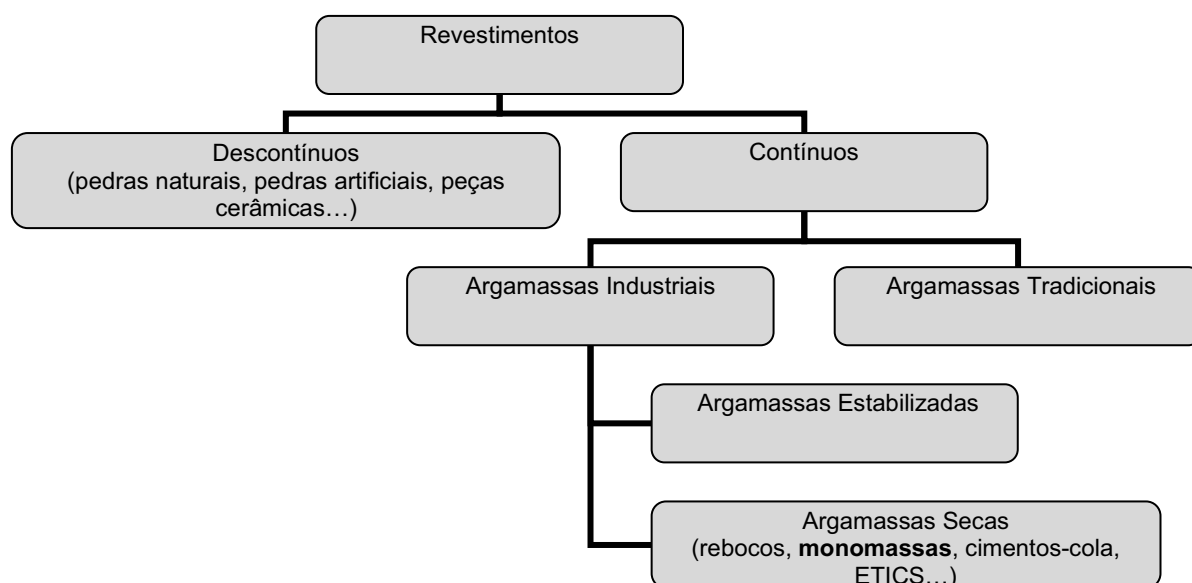 Revestimentos
Descontínuos
(pedras naturais, pedras artificiais, peças
cerâmicas…)
Contínuos
Argamassas Industriais
Argamassas Tradicionais
Argamassas Estabilizadas
Argamassas Secas
(rebocos, monomassas, cimentos-cola,
ETICS…)